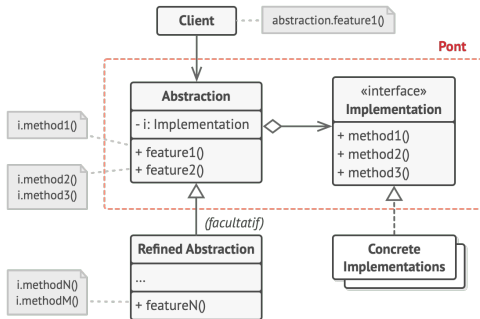 Client
abstraction.feature1()
Pont
Abstraction
- i: Implementation
+ feature1()
+ feature2()
«interface»
Implementation
+ method1()
+ method2()
+ method3()
i.method1()
i.method2()
i.method3()
(facultatif)
Refined Abstraction
...
+ featureN()
Concrete
Implementations
i.methodN()
i.methodM()